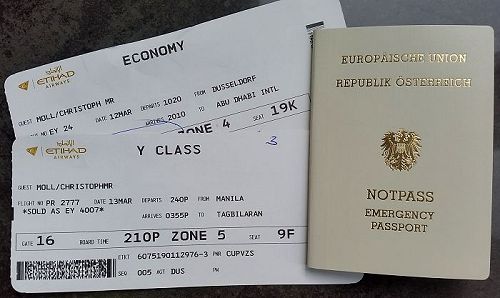 ECONOMY
الإتحاد
ETIHAD
AIRWAYS
GUEST MOLL/CHRISTOPH MR DEPARTS 1020 FROM DUSSELDORF
NO EY 24 DATE 12MAR ARRIVES 2010 TO ABU DHABI INTL
ZONE 4 SEAT 19K
الإتحاد
ETIHAD
AIRWAYS
Y CLASS
3
GUEST MOLL/CHRISTOPHMR
FLIGHT NO PR 2777 DATE 13MAR DEPARTS 240P FROM MANILA
*SOLD AS EY 4007* ARRIVES 0355P TO TAGBILARAN
GATE 16 BOARD TIME 210P ZONE 5 SEAT 9F
ETKT 6075190112976-3 PNR CUPVZS
SEQ 005 AGT DUS
EUROPÄISCHE UNION
REPUBLIK ÖSTERREICH
NOTPASS
EMERGENCY
PASSPORT